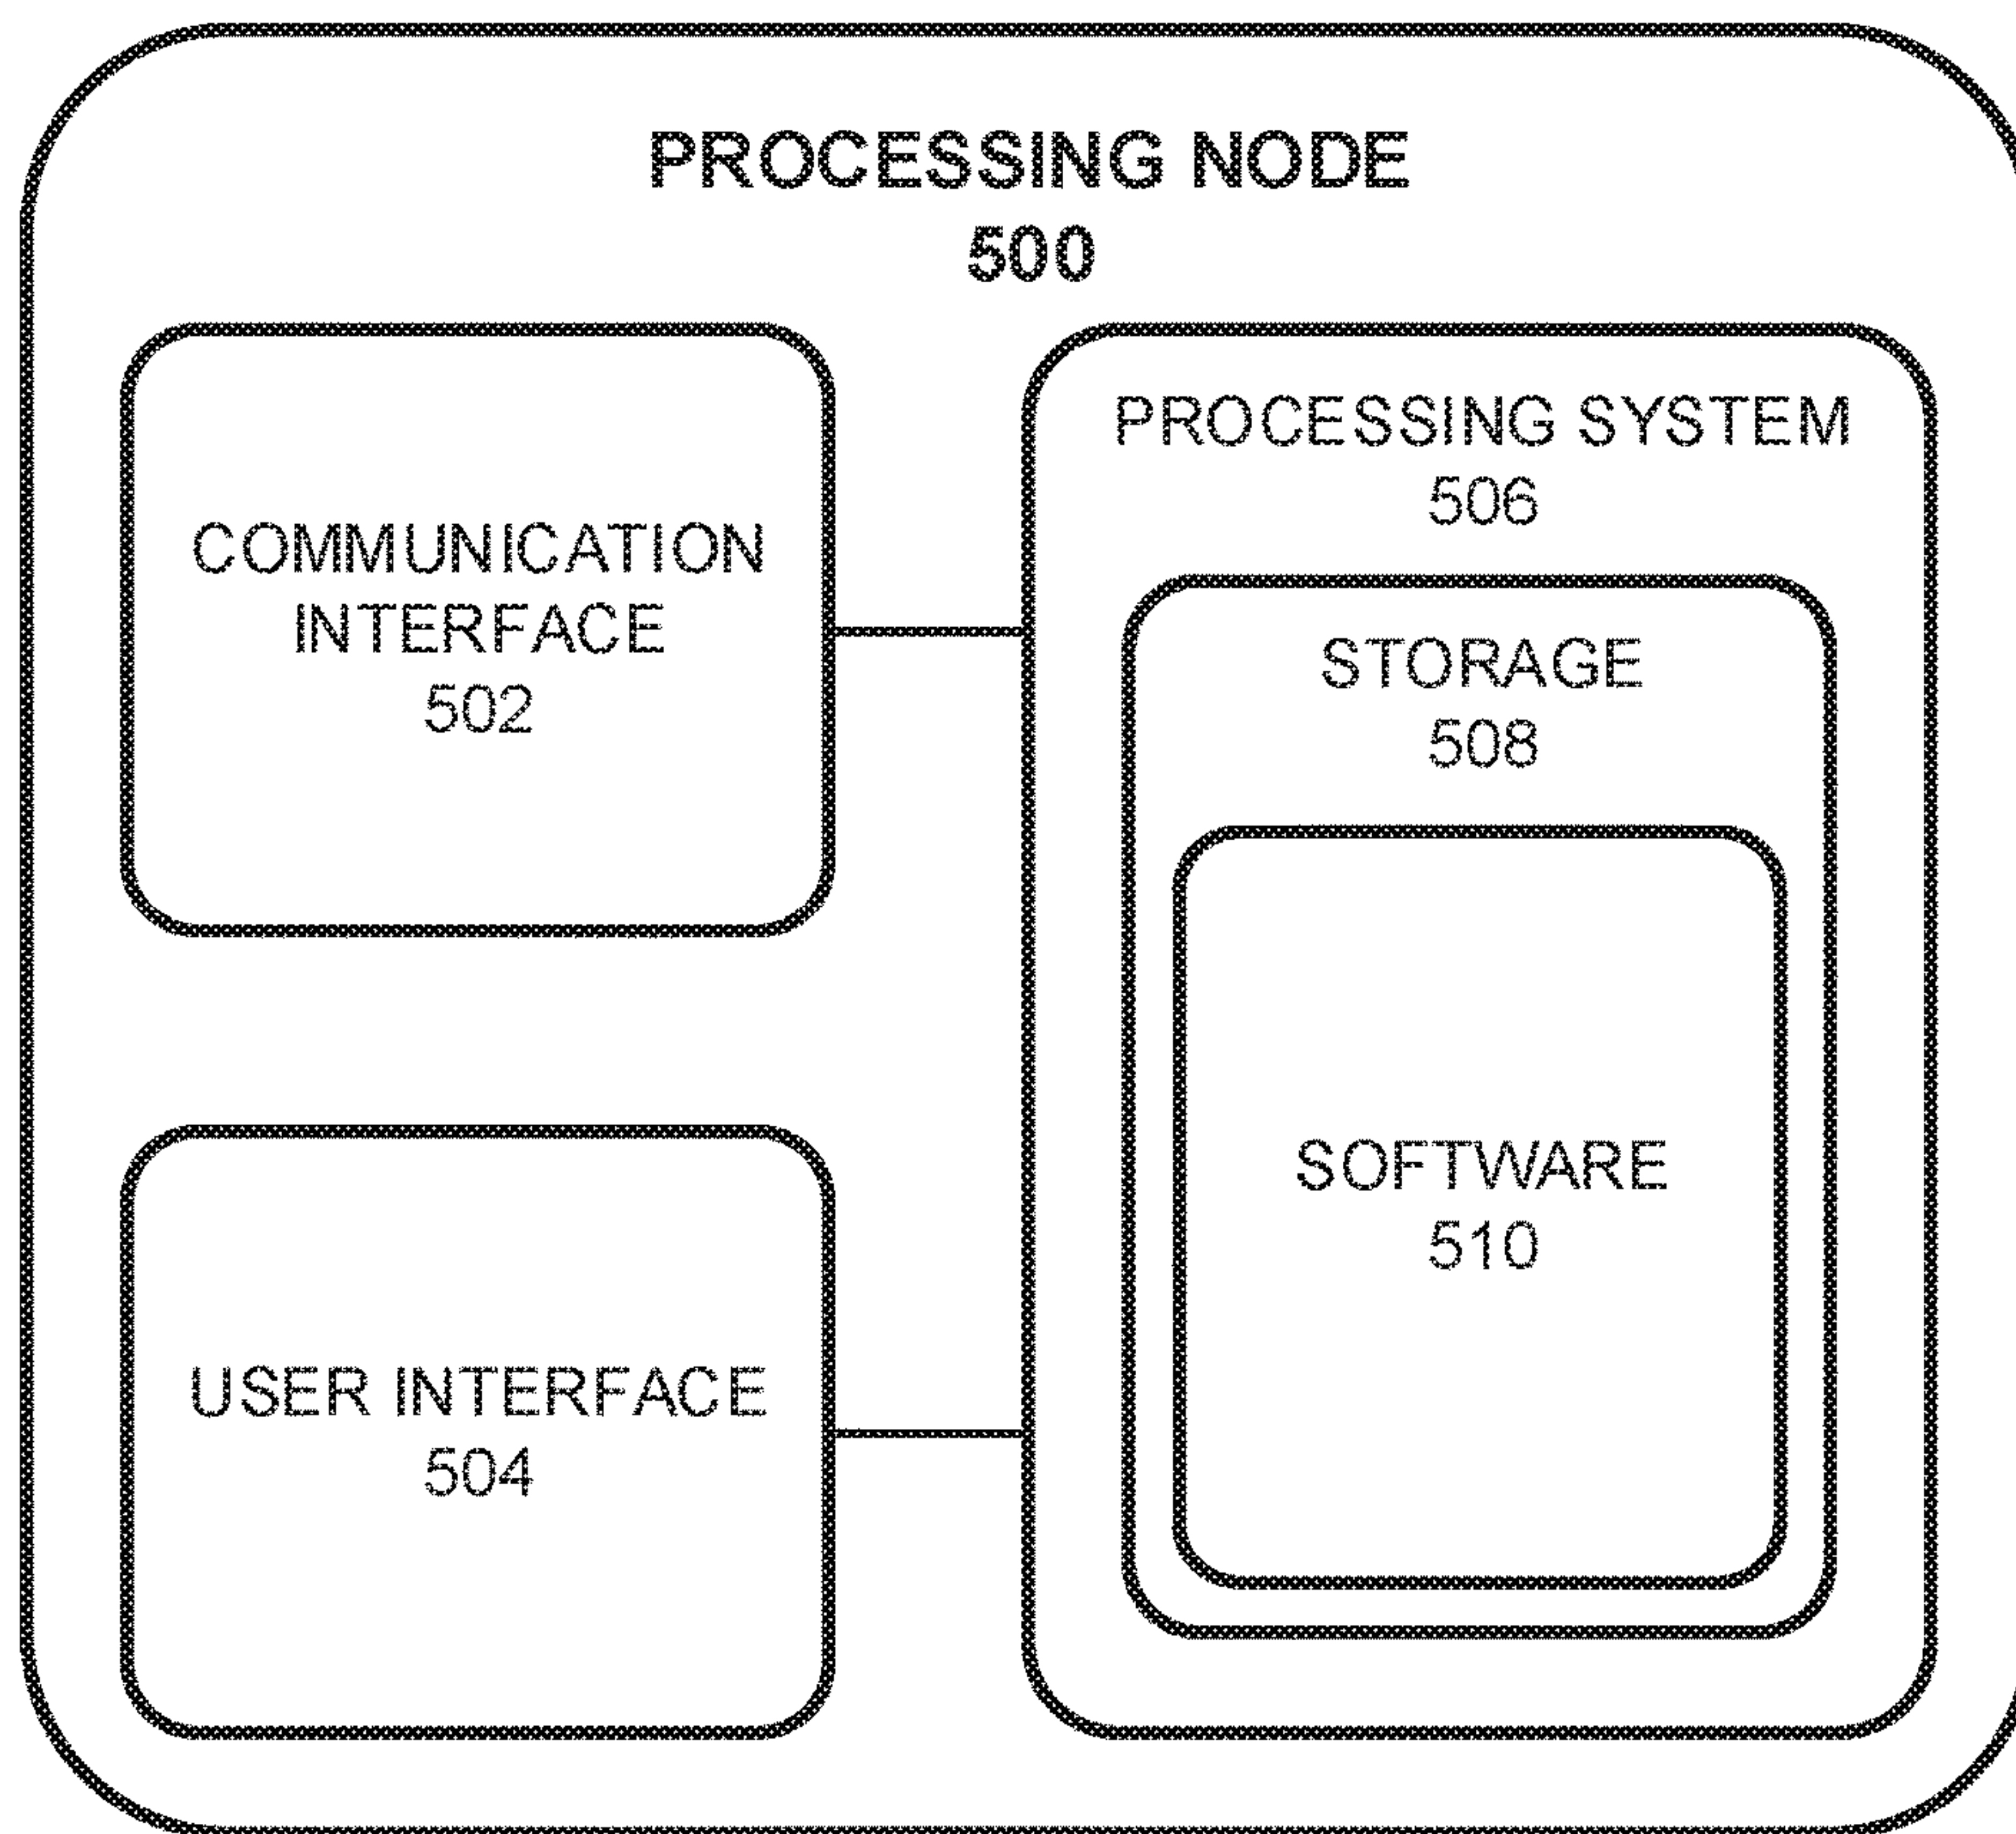 PROCESSING NODE
500
COMMUNICATION
INTERFACE
502
USER INTERFACE
504
PROCESSING SYSTEM
506
STORAGE
508
SOFTWARE
510